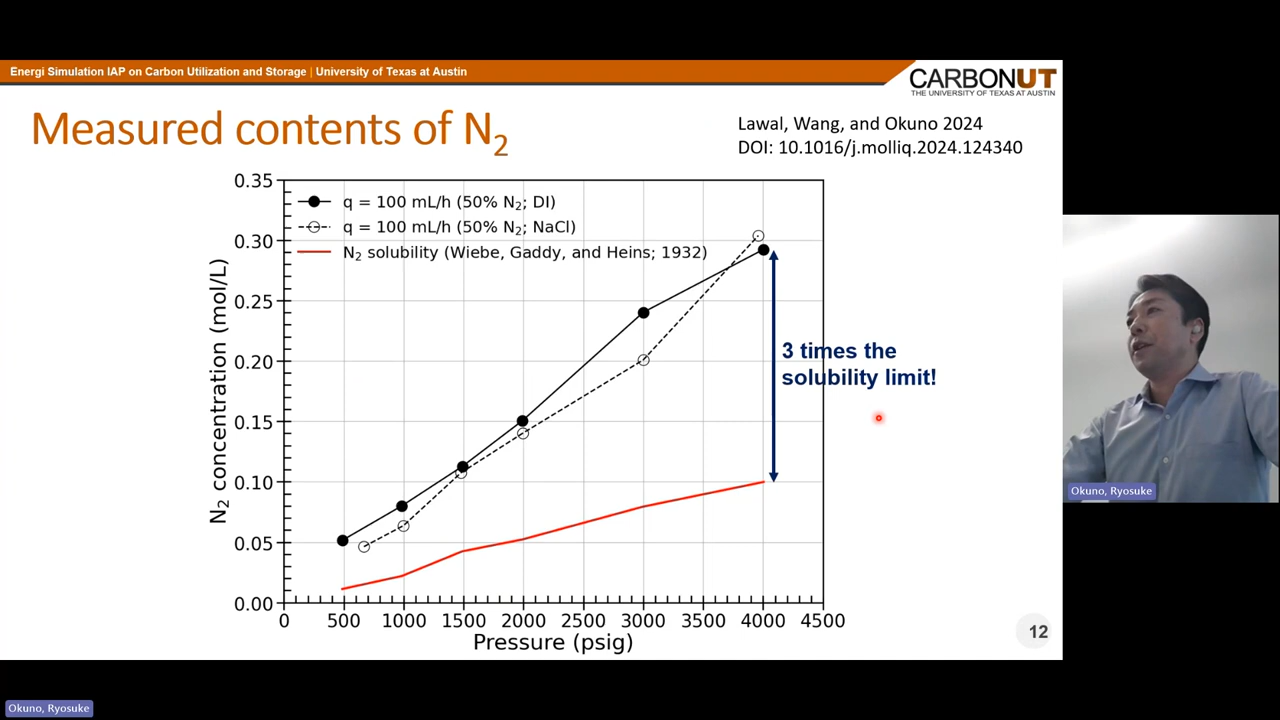 Energi Simulation IAP on Carbon Utilization and Storage | University of Texas at Austin
CARBONUT
THE UNIVERSITY OF TEXAS AT AUSTIN
Measured contents of N₂
Lawal, Wang, and Okuno 2024
DOI: 10.1016/j.molliq.2024.124340
q = 100 mL/h (50% N₂; DI)
q = 100 mL/h (50% N₂; NaCl)
N₂ solubility (Wiebe, Gaddy, and Heins; 1932)
N₂ concentration (mol/L)
0.35
0.30
0.25
0.20
0.15
0.10
0.05
0.00
3 times the
solubility limit!
0 500 1000 1500 2000 2500 3000 3500 4000 4500
Pressure (psig)
12
Okuno, Ryosuke
Okuno, Ryosuke